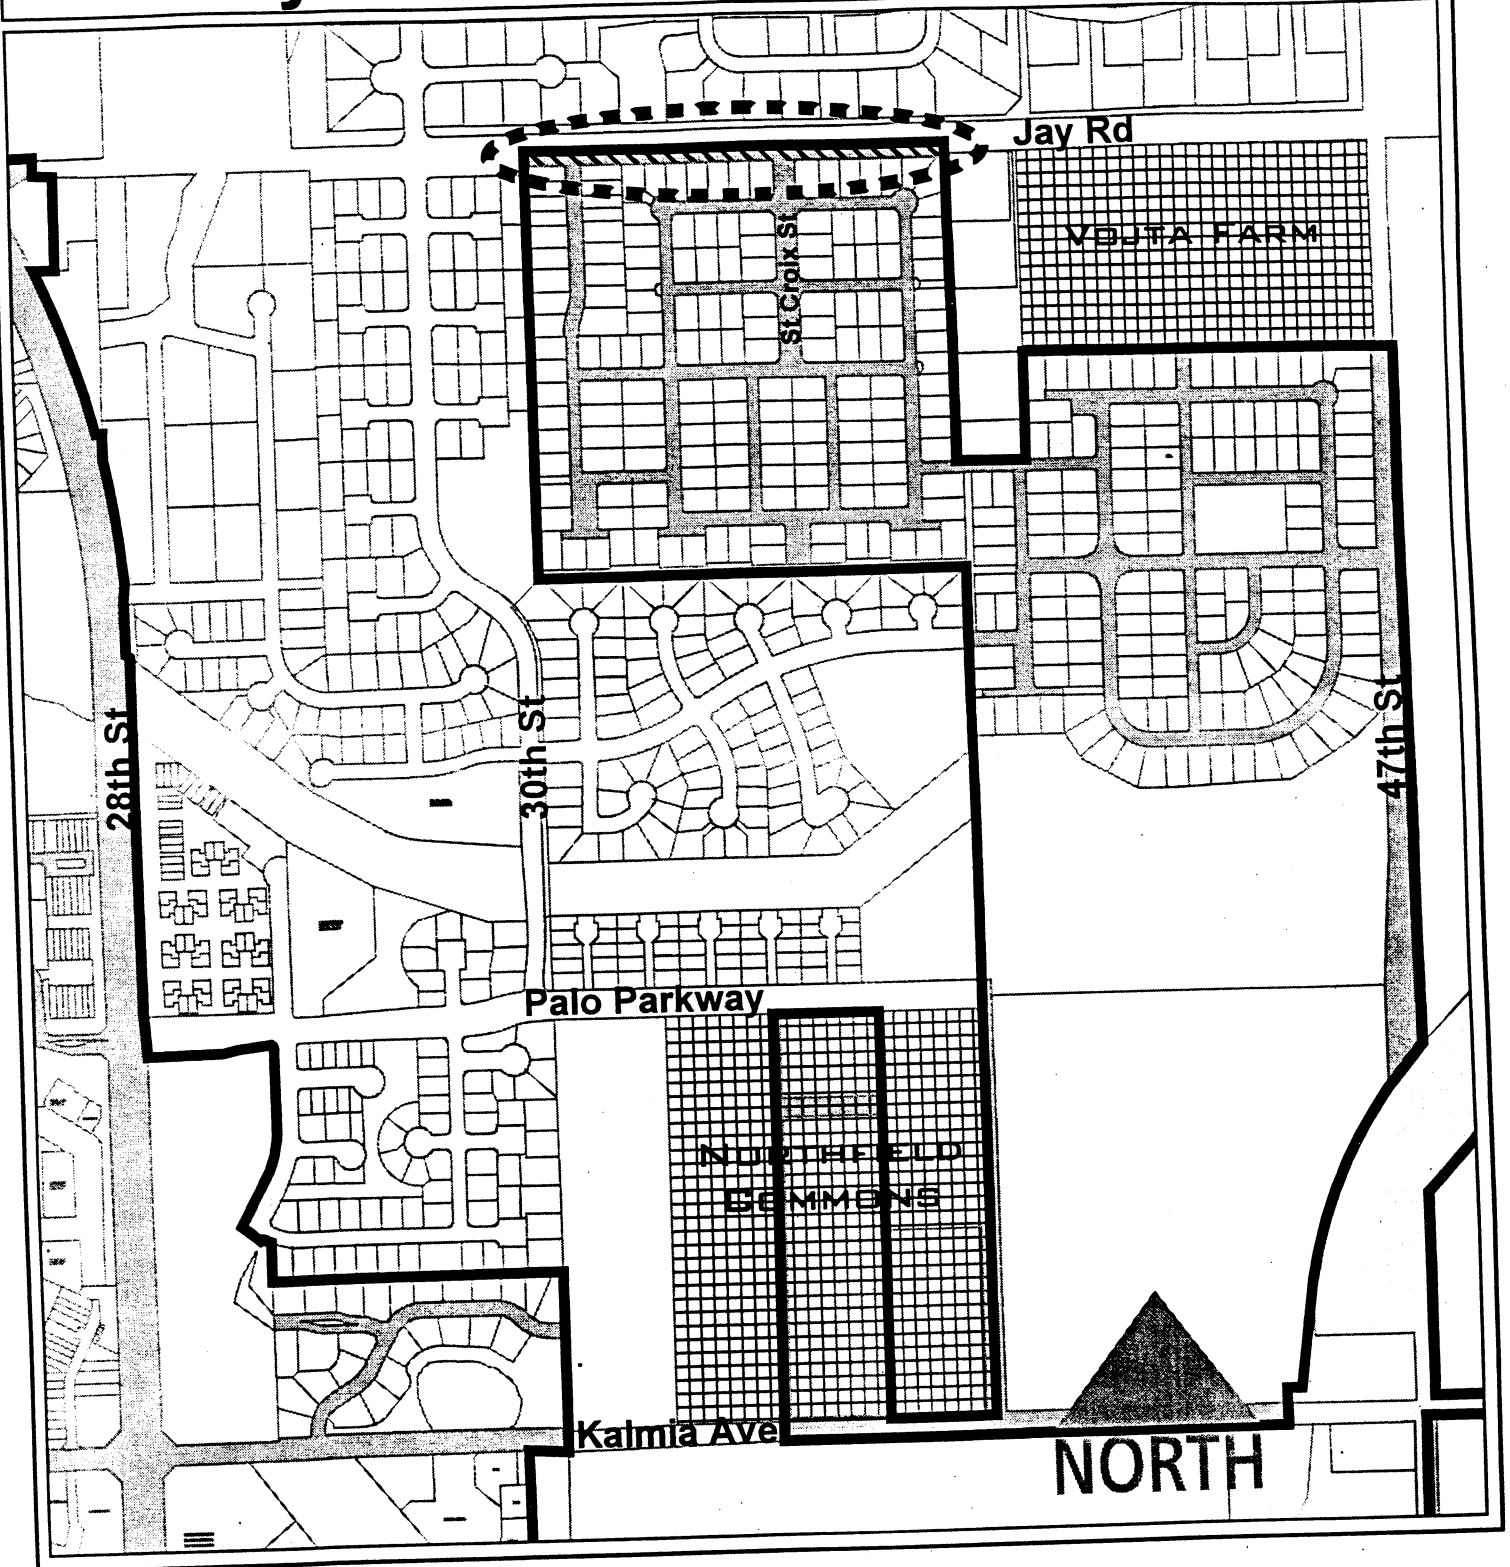 Jay Rd
VOJTA FARM
St Croix St
28th St
30th St
47th St
Palo Parkway
NORTHFIELD
COMMONS
Kalmia Ave
NORTH